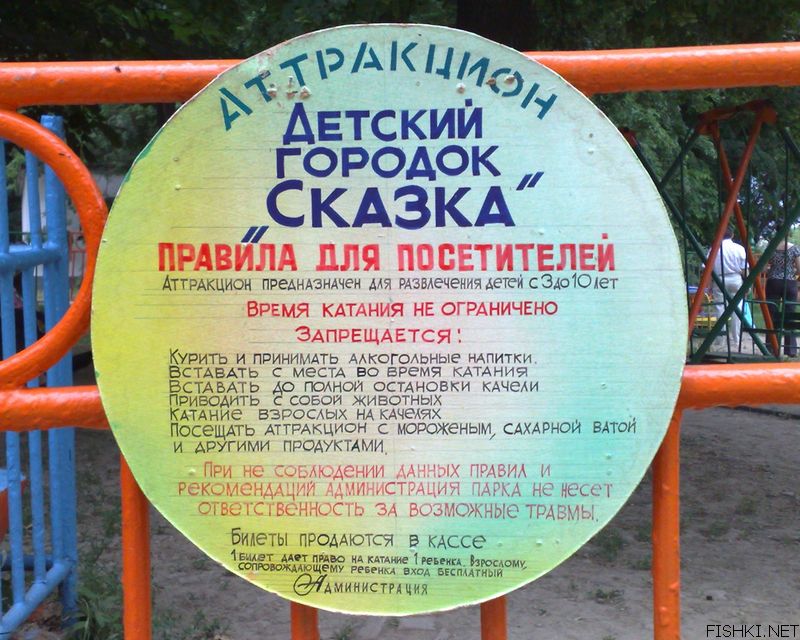 Аттракцион
Детский
городок
„Сказка"
Правила для посетителей
Аттракцион предназначен для развлечения детей с 3 до 10 лет
Время катания не ограничено
Запрещается:
Курить и принимать алкогольные напитки.
Вставать с места во время катания
Вставать до полной остановки качели
Приводить с собой животных
Катание взрослых на качелях
Посещать аттракцион с мороженым, сахарной ватой
и другими продуктами.
При не соблюдении данных правил и
рекомендаций администрация парка не несет
ответственность за возможные травмы.
Билеты продаются в кассе
1 билет дает право на катание 1 ребенка. Взрослому,
сопровождающему ребенка вход бесплатный
Администрация
FISHKI.NET